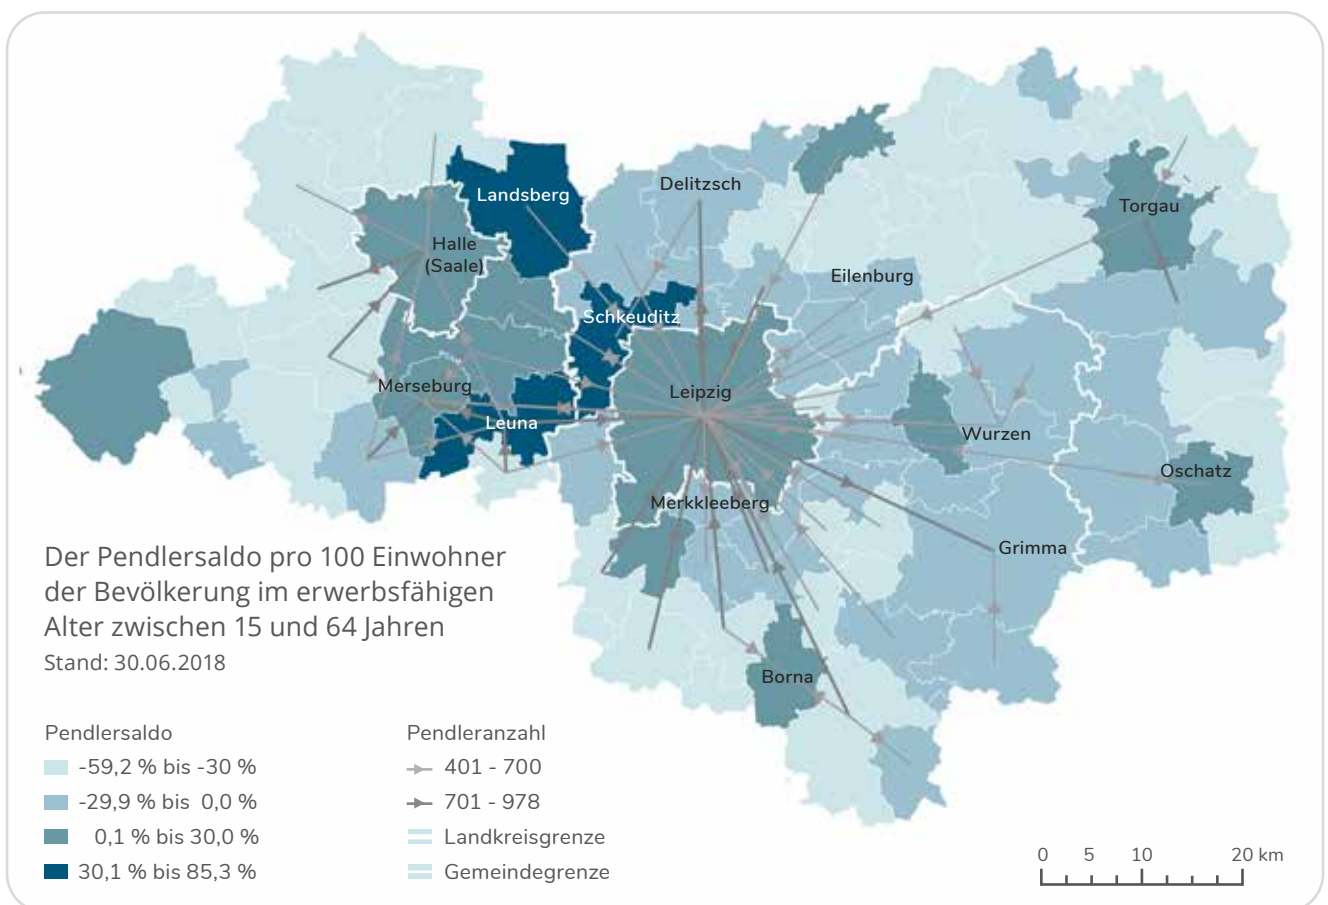 Landsberg
Delitzsch
Torgau
Halle
(Saale)
Eilenburg
Schkeuditz
Merseburg
Leipzig
Leuna
Wurzen
Oschatz
Merkkleeberg
Grimma
Borna
Der Pendlersaldo pro 100 Einwohner
der Bevölkerung im erwerbsfähigen
Alter zwischen 15 und 64 Jahren
Stand: 30.06.2018
Pendlersaldo
-59,2 % bis -30 %
-29,9 % bis 0,0 %
0,1 % bis 30,0 %
30,1 % bis 85,3 %
Pendleranzahl
401 - 700
701 - 978
Landkreisgrenze
Gemeindegrenze
0 5 10 20 km